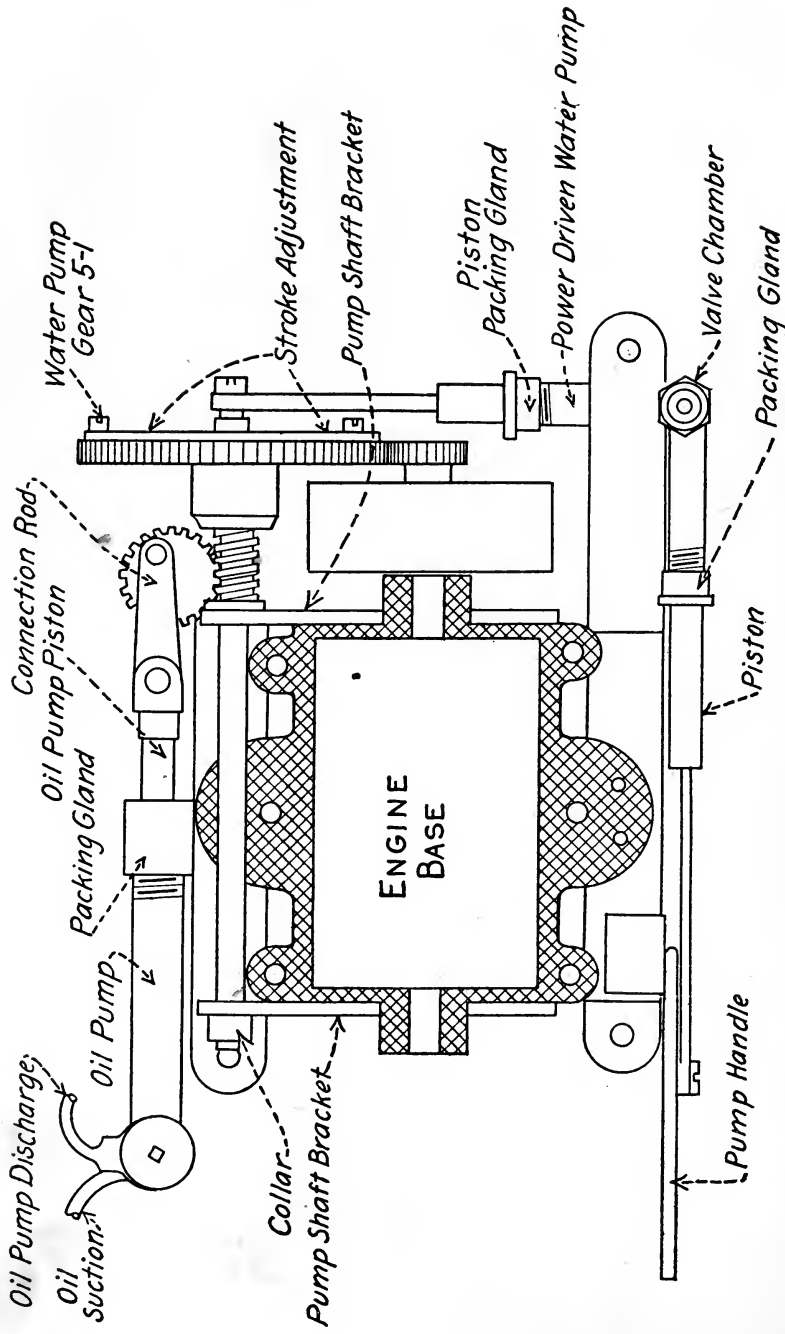 Oil Pump Discharge
Oil
Suction
Oil Pump
Packing Gland
Oil Pump Piston
Connection Rod
Water Pump
Gear 5-1
Stroke Adjustment
Pump Shaft Bracket
Collar
Pump Shaft Bracket
ENGINE
BASE
Piston
Packing Gland
Power Driven Water Pump
Pump Handle
Piston
Packing Gland
Valve Chamber